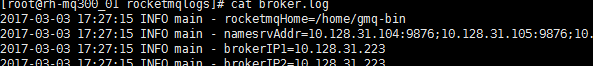 [root@rh-mq300_01 rocketmqlogs]# cat broker.log
2017-03-03 17:27:15 INFO main - rocketmqHome=/home/gmq-bin
2017-03-03 17:27:15 INFO main - namesrvAddr=10.128.31.104:9876;10.128.31.105:9876;10.
2017-03-03 17:27:15 INFO main - brokerIP1=10.128.31.223
2017-03-03 17:27:15 INFO main - brokerIP2=10.128.31.223